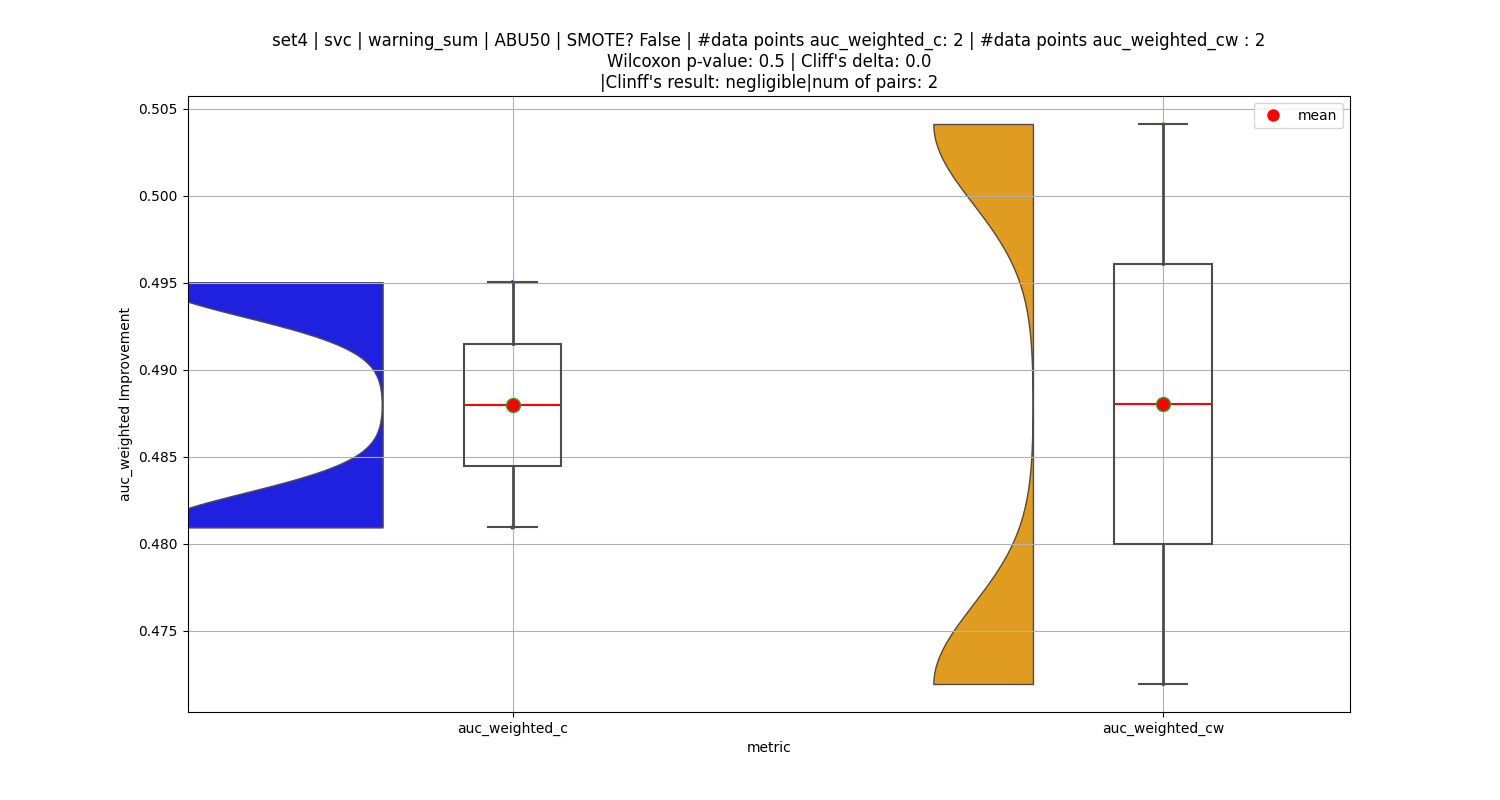 set4 | svc | warning_sum | ABU50 | SMOTE? False | #data points auc_weighted_c: 2 | #data points auc_weighted_cw : 2
Wilcoxon p-value: 0.5 | Cliff's delta: 0.0
|Clinff's result: negligible|num of pairs: 2
mean
auc_weighted Improvement
0.505
0.500
0.495
0.490
0.485
0.480
0.475
auc_weighted_c
auc_weighted_cw
metric